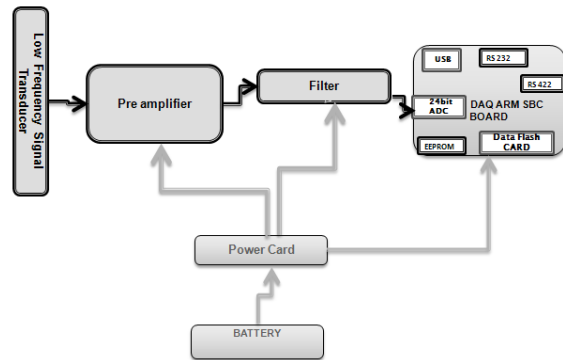 Low Frequency Signal
Transducer
Pre amplifier
Filter
USB
RS 232
RS 422
24bit
ADC
DAQ ARM SBC
BOARD
EEPROM
Data Flash
CARD
Power Card
BATTERY